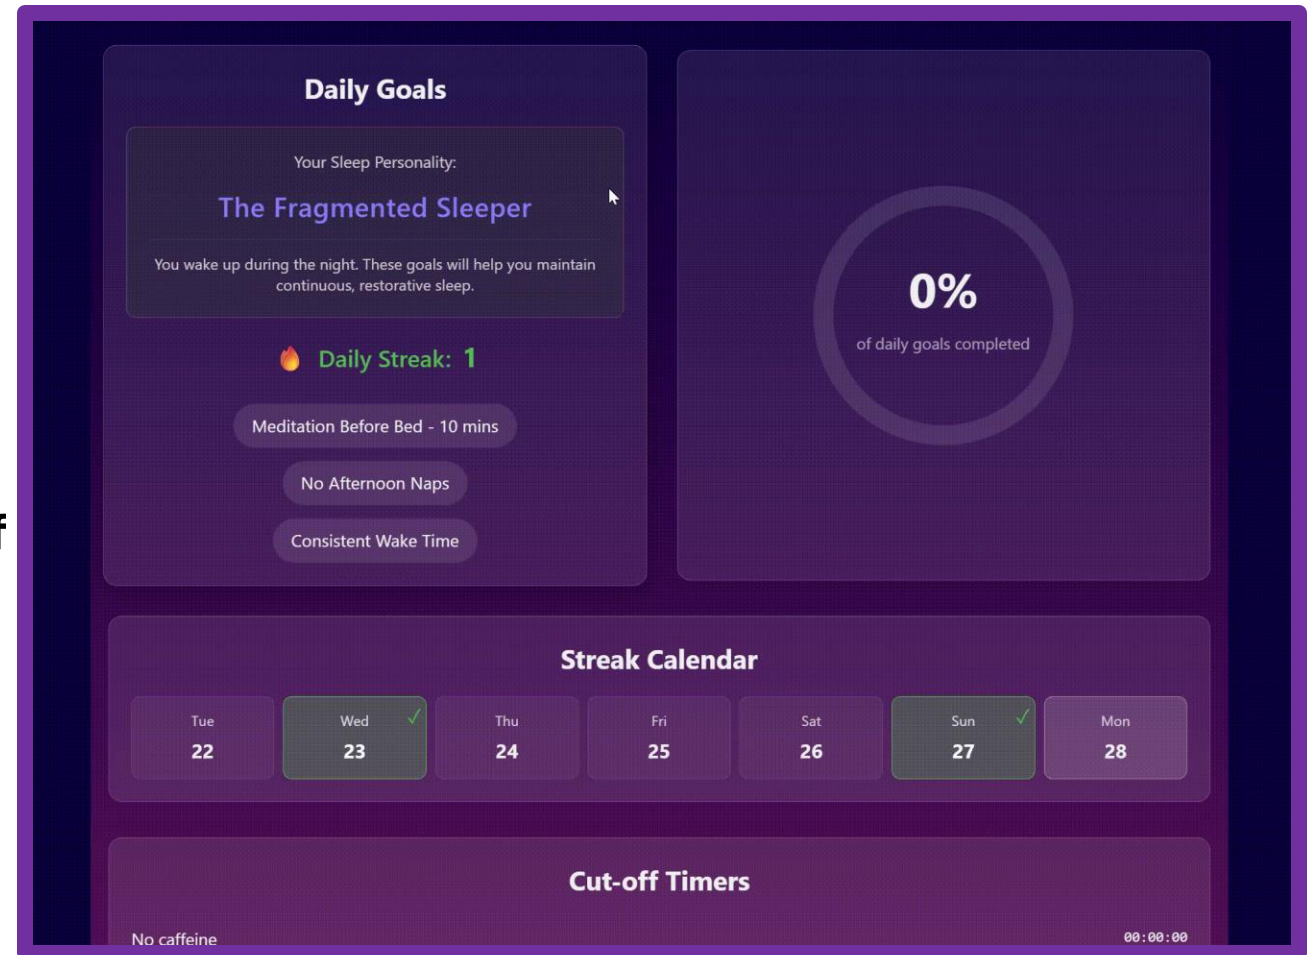 Daily Goals
Your Sleep Personality:
The Fragmented Sleeper
You wake up during the night. These goals will help you maintain
continuous, restorative sleep.
Daily Streak: 1
Meditation Before Bed - 10 mins
No Afternoon Naps
Consistent Wake Time
0%
of daily goals completed
f
Streak Calendar
Tue
22
Wed
23
Thu
24
Fri
25
Sat
26
Sun
27
Mon
28
Cut-off Timers
No caffeine
00:00:00